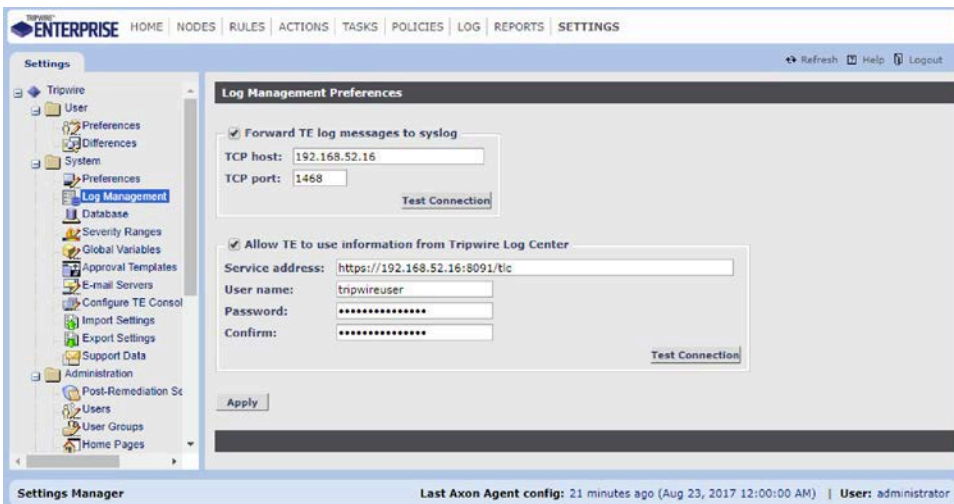 TRIPWIRE
ENTERPRISE HOME NODES RULES ACTIONS TASKS POLICIES LOG REPORTS SETTINGS
Settings
Refresh Help Logout
Tripwire
User
Preferences
Differences
System
Preferences
Log Management
Database
Severity Ranges
Global Variables
Approval Templates
E-mail Servers
Configure TE Consol
Import Settings
Export Settings
Support Data
Administration
Post-Remediation Se
Users
User Groups
Home Pages
Log Management Preferences
Forward TE log messages to syslog
TCP host: 192.168.52.16
TCP port: 1468
Test Connection
Allow TE to use information from Tripwire Log Center
Service address: https://192.168.52.16:8091/tlc
User name: tripwireuser
Password: •••••••••••••••
Confirm: •••••••••••••••
Test Connection
Apply
Settings Manager
Last Axon Agent config: 21 minutes ago (Aug 23, 2017 12:00:00 AM) | User: administrator